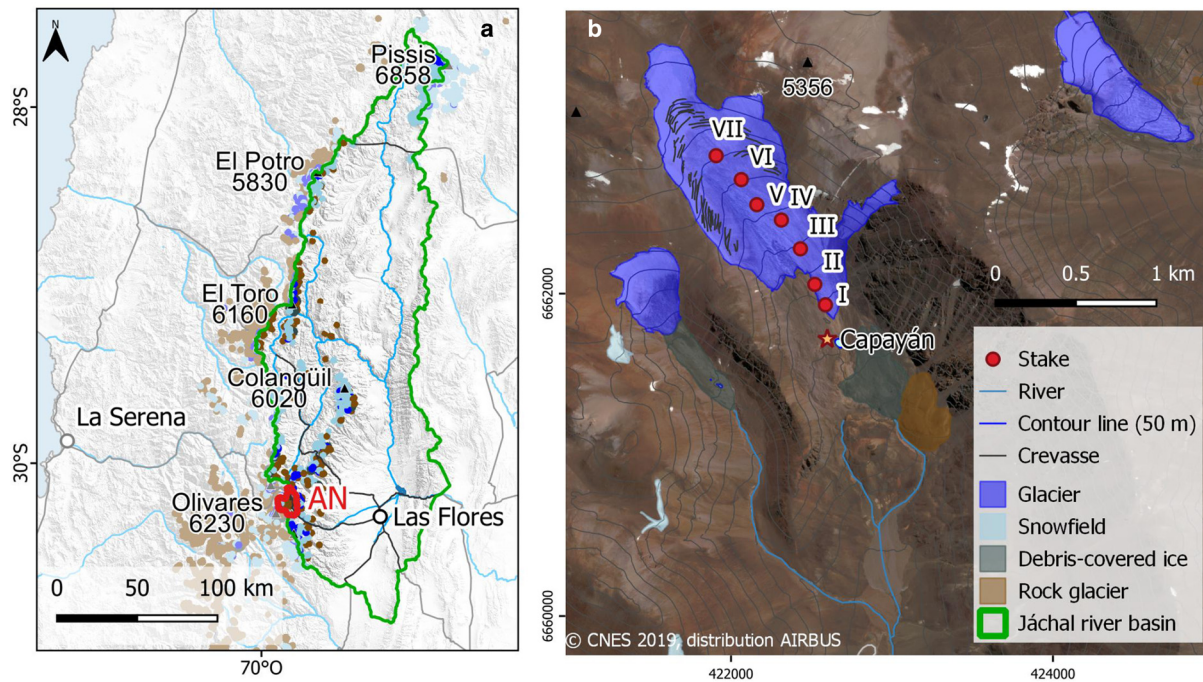 a
N
Pissis
6858
28°S
El Potro
5830
El Toro
6160
Colangüil
6020
La Serena
30°S
Olivares
6230
AN
Las Flores
0 50 100 km
70°O
b
5356
VII
VI
V
IV
III
II
I
Capayán
0 0.5 1 km
6662000
6660000
Stake
River
Contour line (50 m)
Crevasse
Glacier
Snowfield
Debris-covered ice
Rock glacier
Jáchal river basin
© CNES 2019, distribution AIRBUS
422000
424000